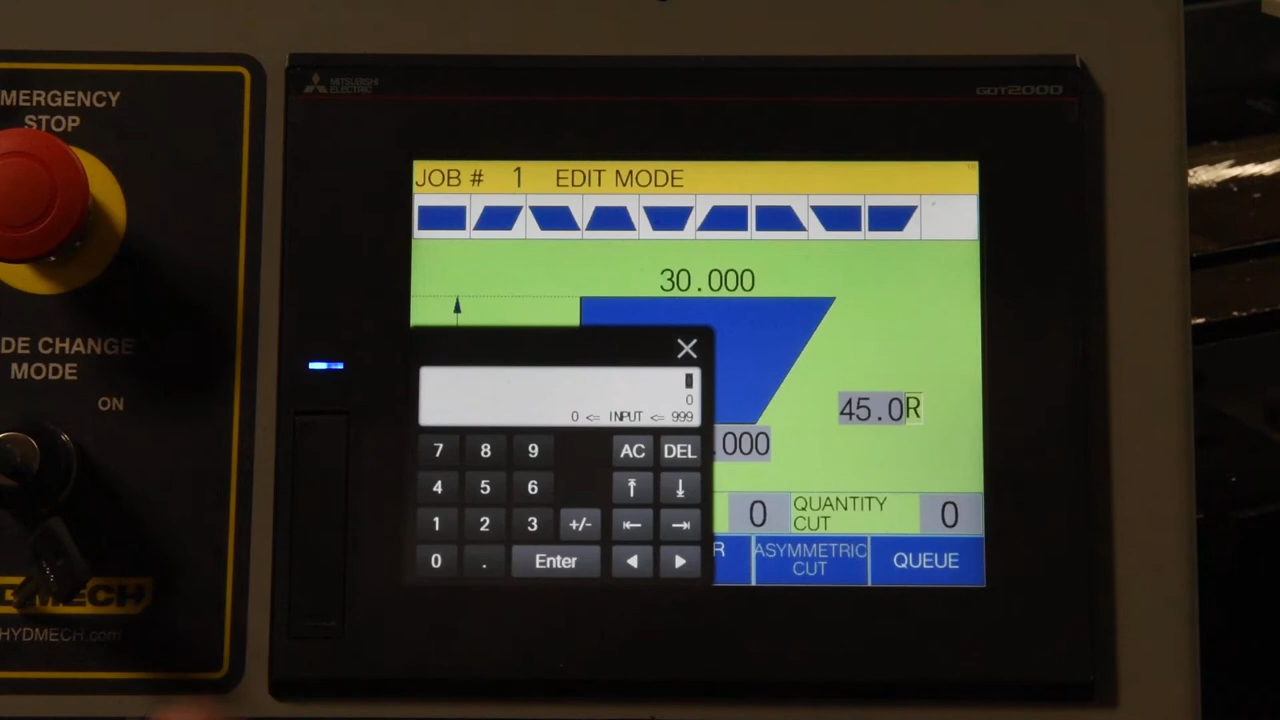 MERGENCY
STOP
DE CHANGE
MODE
ON
HYDMECH.com
MITSUBISHI
ELECTRIC
GOT2000
JOB # 1 EDIT MODE
30.000
45.0R
.000
0
0 <= INPUT <= 999
7 8 9 AC DEL
4 5 6
1 2 3 +/-
0 . Enter
0 QUANTITY
CUT 0
R ASYMMETRIC
CUT QUEUE